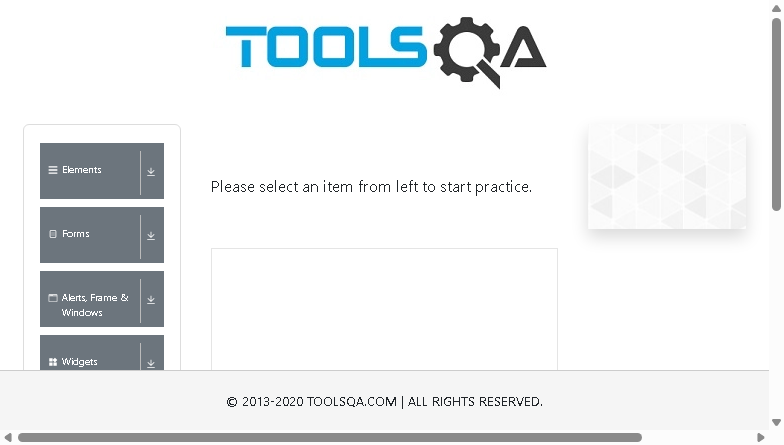 TOOLSQA
Elements
Forms
Alerts, Frame &
Windows
Widgets
Please select an item from left to start practice.
© 2013-2020 TOOLSQA.COM | ALL RIGHTS RESERVED.